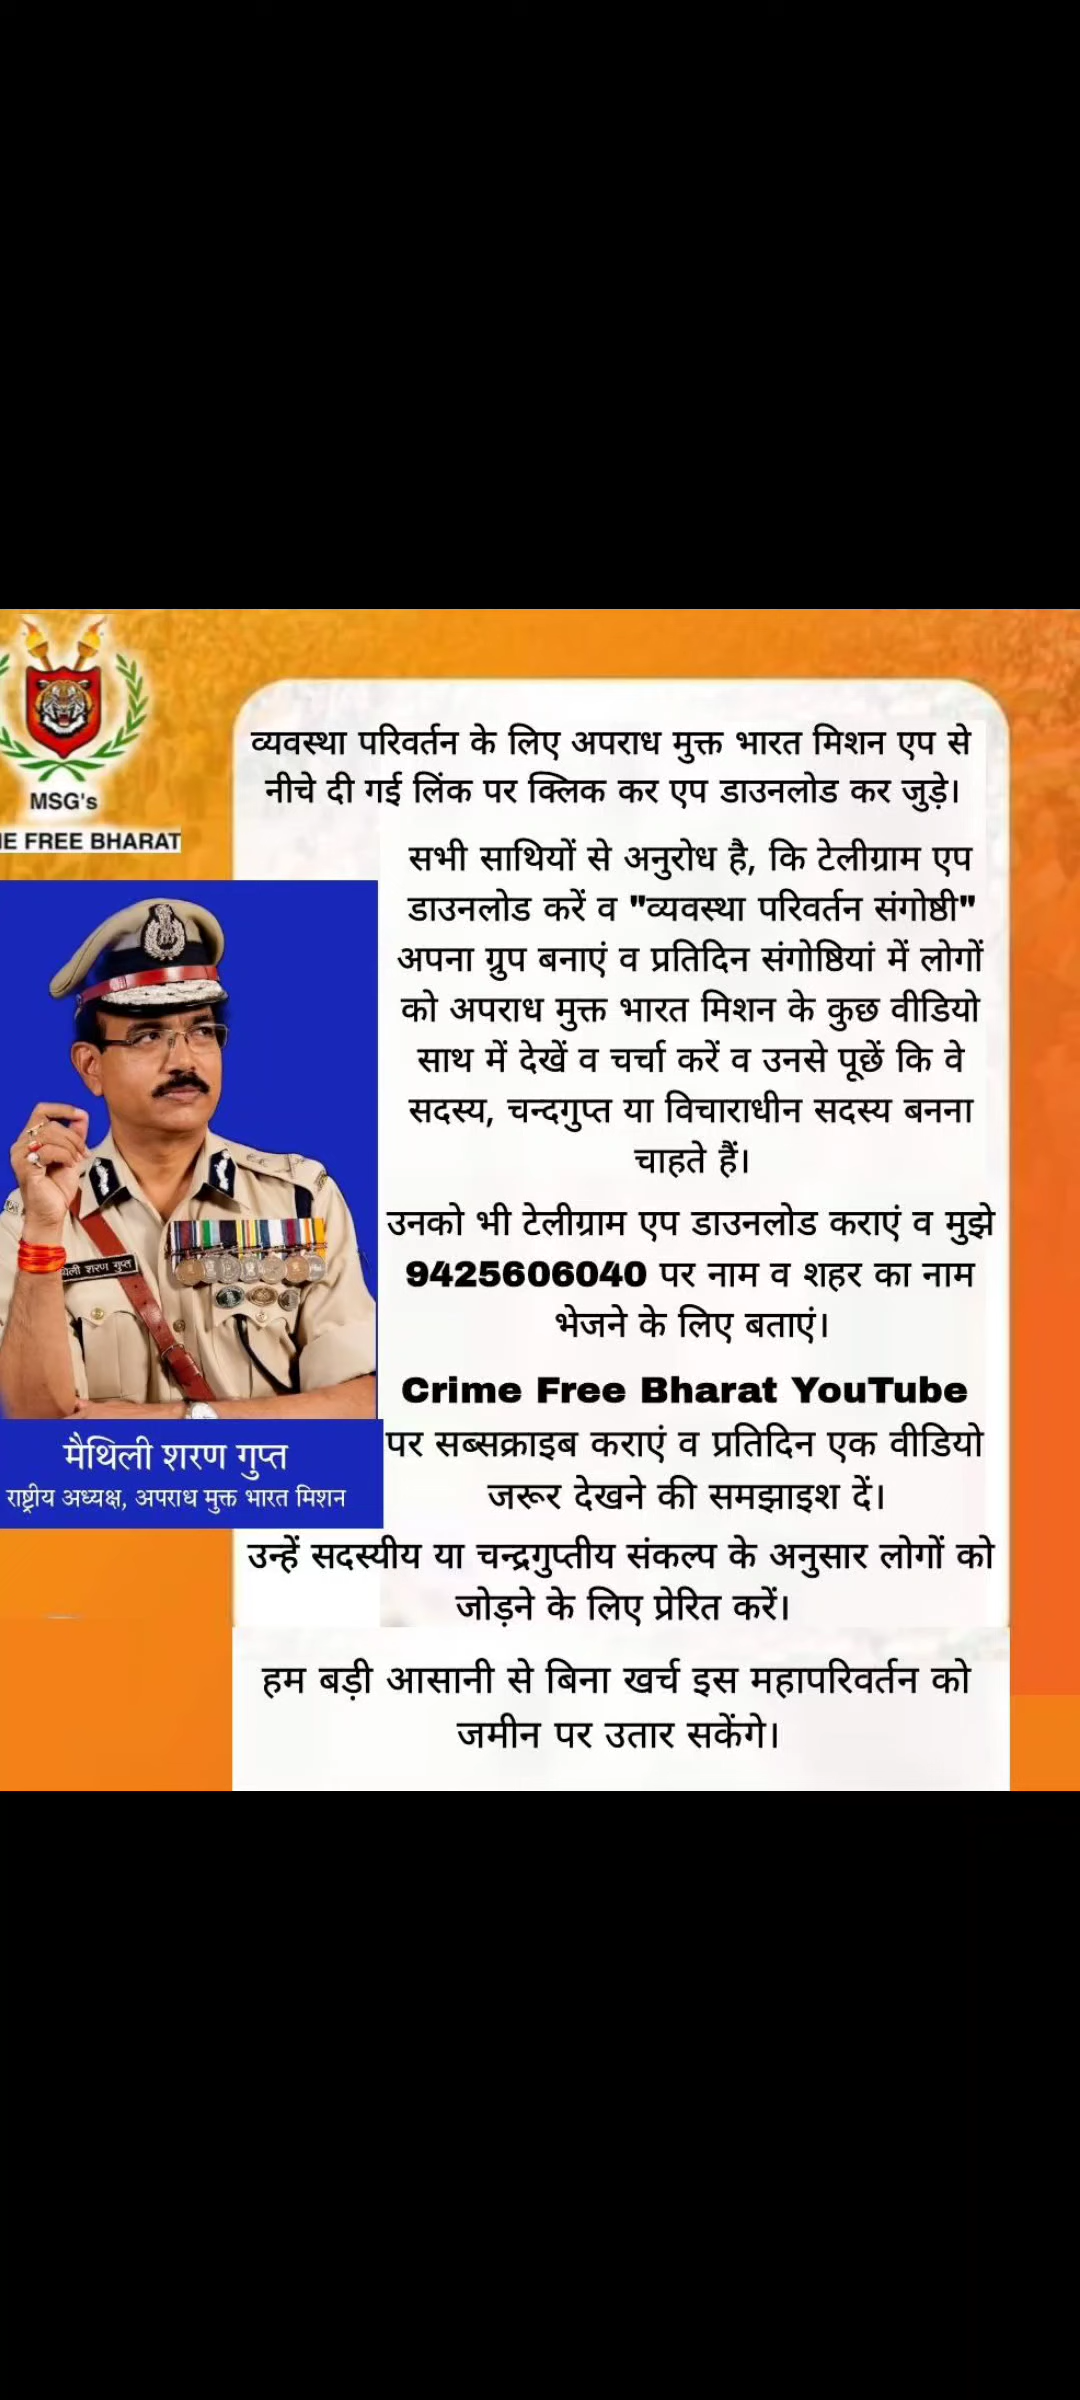 MSG's
E FREE BHARAT
व्यवस्था परिवर्तन के लिए अपराध मुक्त भारत मिशन एप से
नीचे दी गई लिंक पर क्लिक कर एप डाउनलोड कर जुड़े।
सभी साथियों से अनुरोध है, कि टेलीग्राम एप
डाउनलोड करें व "व्यवस्था परिवर्तन संगोष्ठी"
अपना ग्रुप बनाएं व प्रतिदिन संगोष्ठियां में लोगों
को अपराध मुक्त भारत मिशन के कुछ वीडियो
साथ में देखें व चर्चा करें व उनसे पूछें कि वे
सदस्य, चन्दगुप्त या विचाराधीन सदस्य बनना
चाहते हैं।
उनको भी टेलीग्राम एप डाउनलोड कराएं व मुझे
9425606040 पर नाम व शहर का नाम
भेजने के लिए बताएं।
Crime Free Bharat YouTube
पर सब्सक्राइब कराएं व प्रतिदिन एक वीडियो
जरूर देखने की समझाइश दें।
उन्हें सदस्यीय या चन्द्रगुप्तीय संकल्प के अनुसार लोगों को
जोड़ने के लिए प्रेरित करें।
हम बड़ी आसानी से बिना खर्च इस महापरिवर्तन को
जमीन पर उतार सकेंगे।
शरण गुप्त
मैथिली शरण गुप्त
राष्ट्रीय अध्यक्ष, अपराध मुक्त भारत मिशन